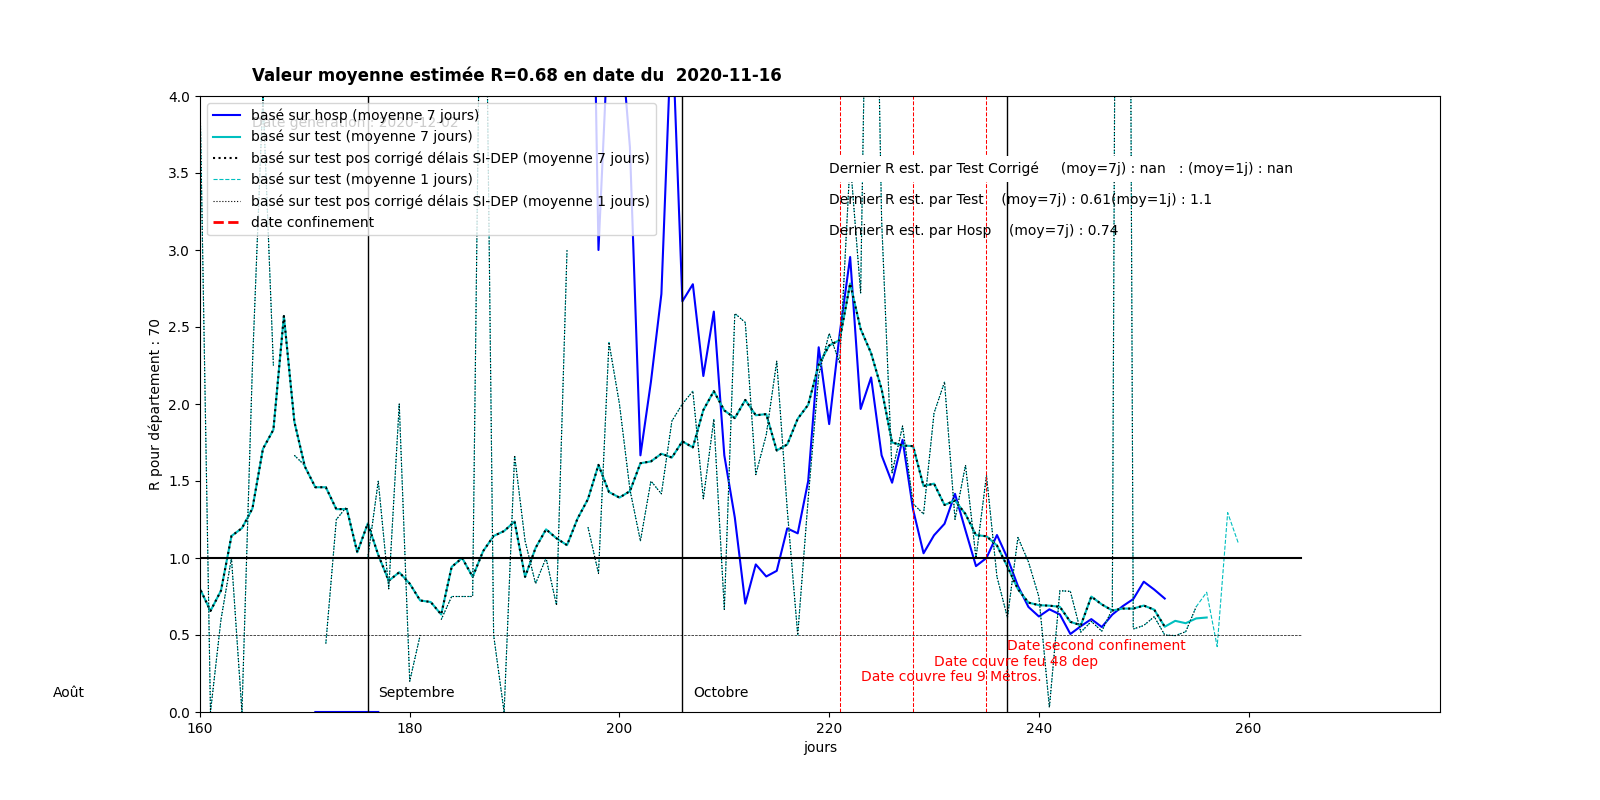 Valeur moyenne estimée R=0.68 en date du  2020-11-16
Date génération : 2020-12-02
basé sur hosp (moyenne 7 jours)
basé sur test (moyenne 7 jours)
basé sur test pos corrigé délais SI-DEP (moyenne 7 jours)
basé sur test (moyenne 1 jours)
basé sur test pos corrigé délais SI-DEP (moyenne 1 jours)
date confinement
Dernier R est. par Test Corrigé     (moy=7j) : nan   : (moy=1j) : nan
Dernier R est. par Test    (moy=7j) : 0.61(moy=1j) : 1.1
Dernier R est. par Hosp    (moy=7j) : 0.74
R pour département : 70
4.0
3.5
3.0
2.5
2.0
1.5
1.0
0.5
0.0
Date second confinement
Date couvre feu 48 dep
Date couvre feu 9 Métros.
Août
Septembre
Octobre
160
180
200
220
240
260
jours